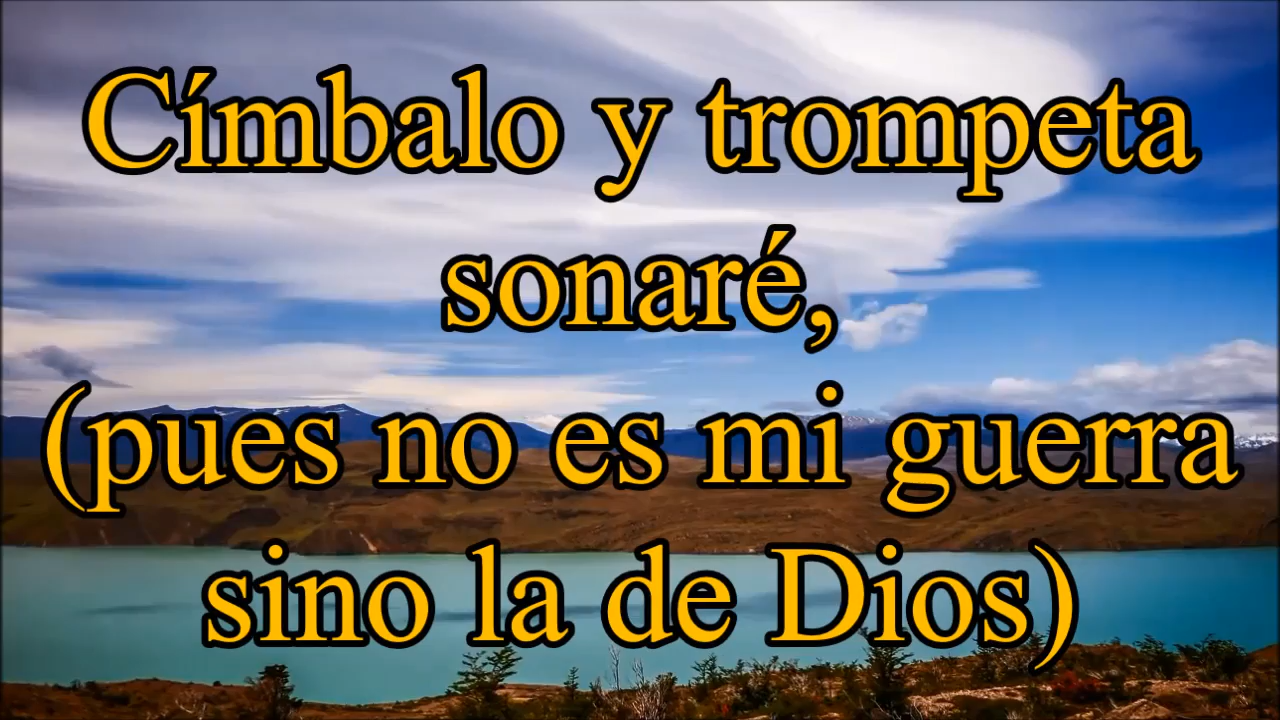 Címbalo y trompeta
sonaré,
(pues no es mi guerra
sino la de Dios)